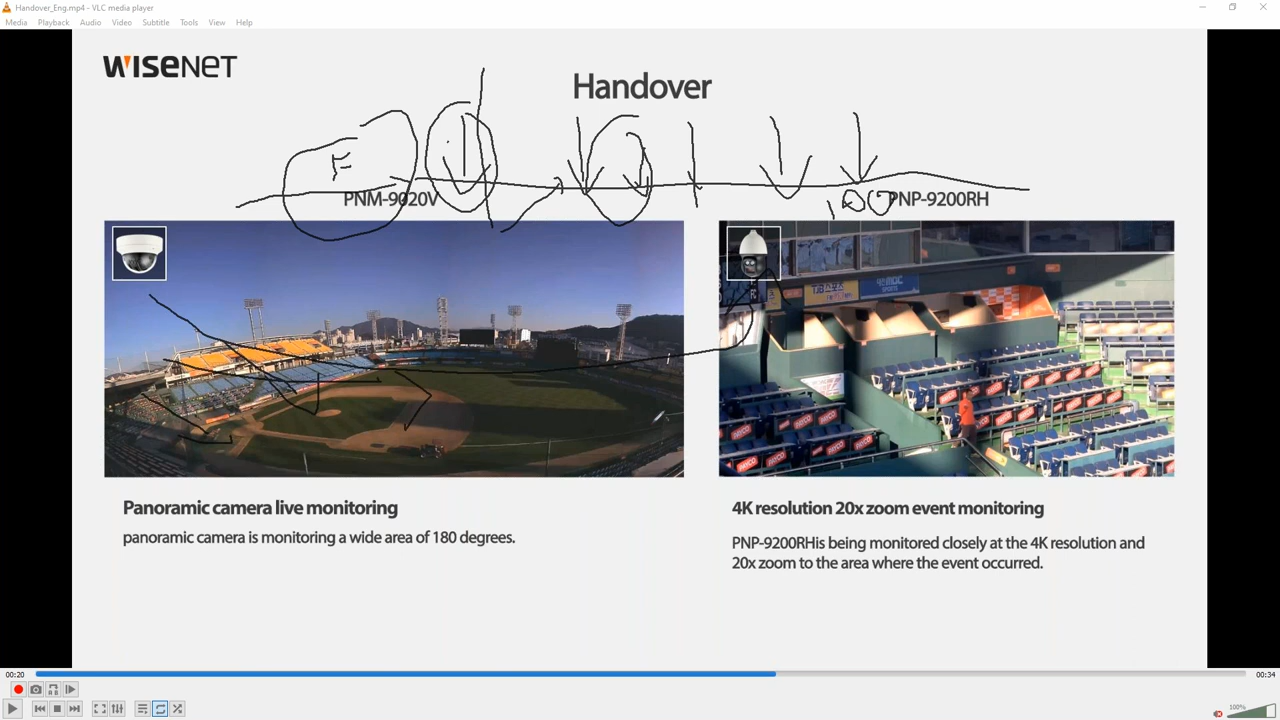 Handover_Eng.mp4 - VLC media player
Media Playback Audio Video Subtitle Tools View Help
WISENET
Handover
F
100
PNM-9020V
PNP-9200RH
Panoramic camera live monitoring
panoramic camera is monitoring a wide area of 180 degrees.
4K resolution 20x zoom event monitoring
PNP-9200RHis being monitored closely at the 4K resolution and
20x zoom to the area where the event occurred.
PAYCO
00:20
00:34
100%